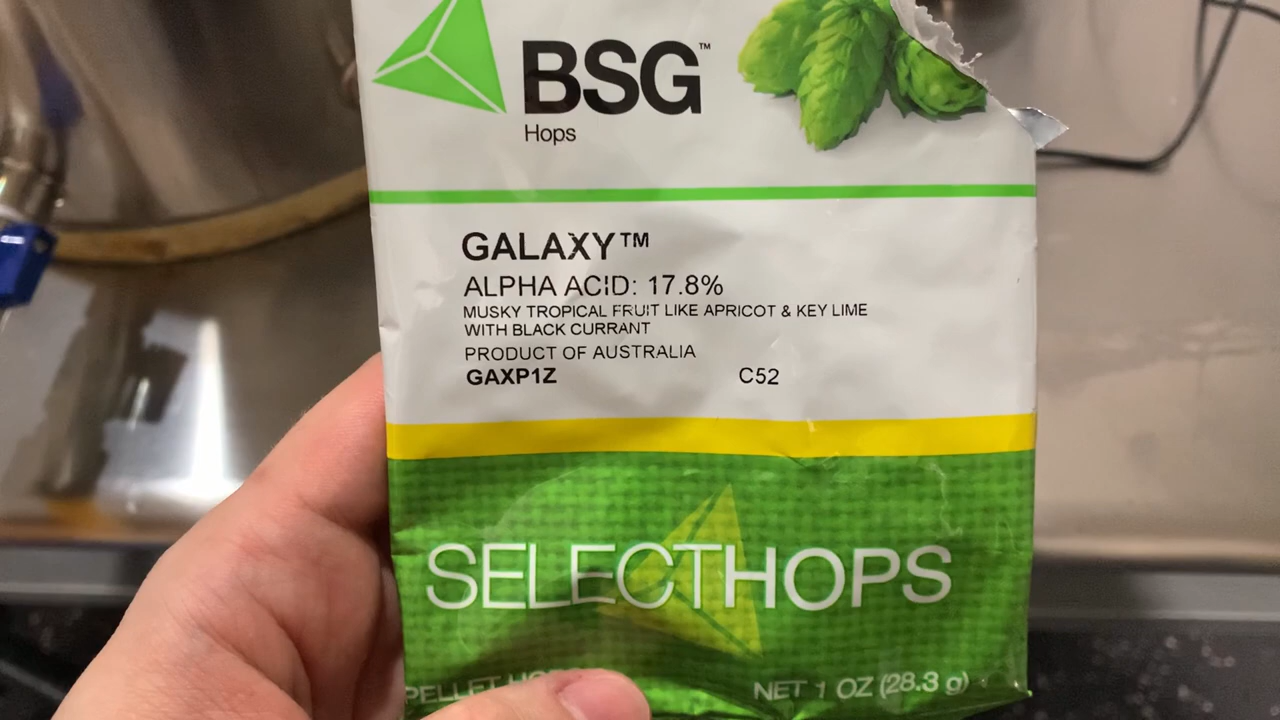 BSG™
Hops
GALAXY™
ALPHA ACID: 17.8%
MUSKY TROPICAL FRUIT LIKE APRICOT & KEY LIME
WITH BLACK CURRANT
PRODUCT OF AUSTRALIA
GAXP1Z C52
SELECTHOPS
PELLET NET 1 OZ (28.3 g)